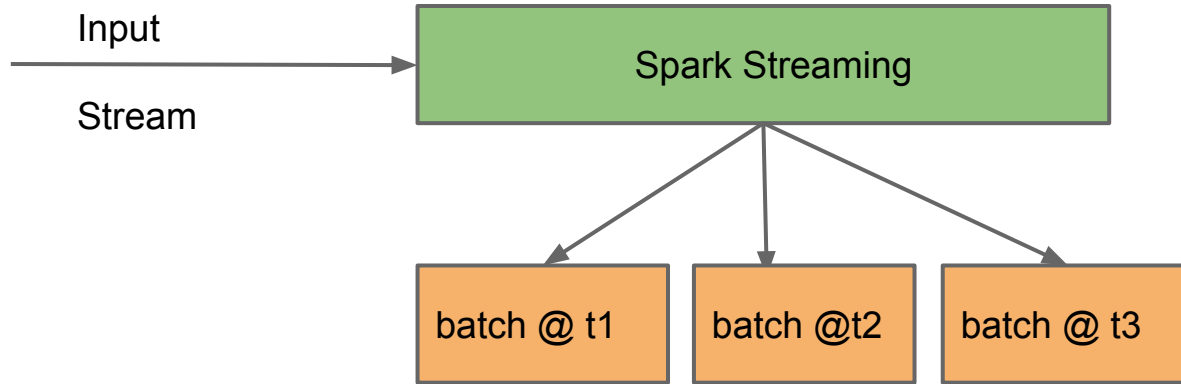 Input
Stream
Spark Streaming
batch @ t1
batch @t2
batch @ t3